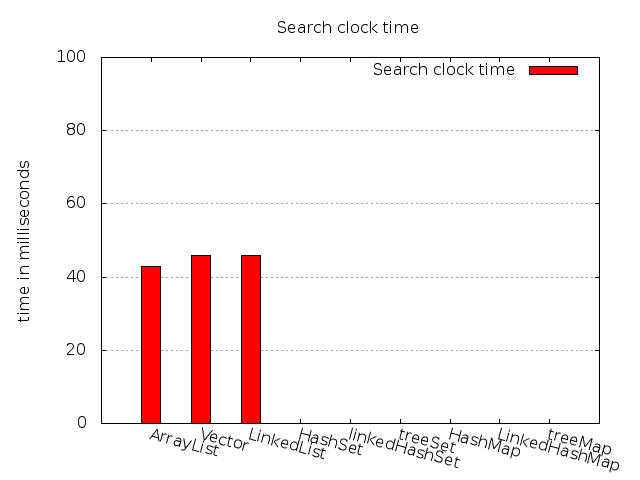 Search clock time
Search clock time
time in milliseconds
100
80
60
40
20
0
ArrayList
Vector
LinkedList
HashSet
linkedHashSet
treeSet
HashMap
LinkedHashMap
treeMap